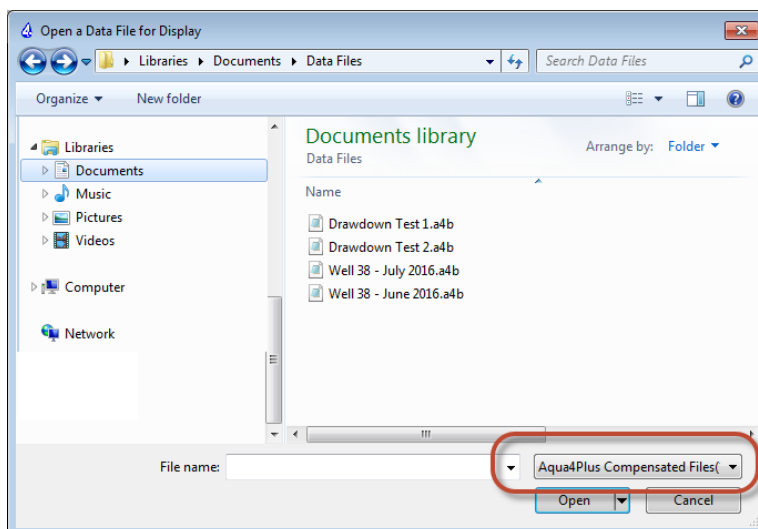 Open a Data File for Display
Libraries Documents Data Files Search Data Files
Organize New folder
Libraries
Documents
Music
Pictures
Videos
Computer
Network
Documents library
Data Files
Arrange by: Folder
Name
Drawdown Test 1.a4b
Drawdown Test 2.a4b
Well 38 - July 2016.a4b
Well 38 - June 2016.a4b
File name:
Aqua4Plus Compensated Files(
Open Cancel